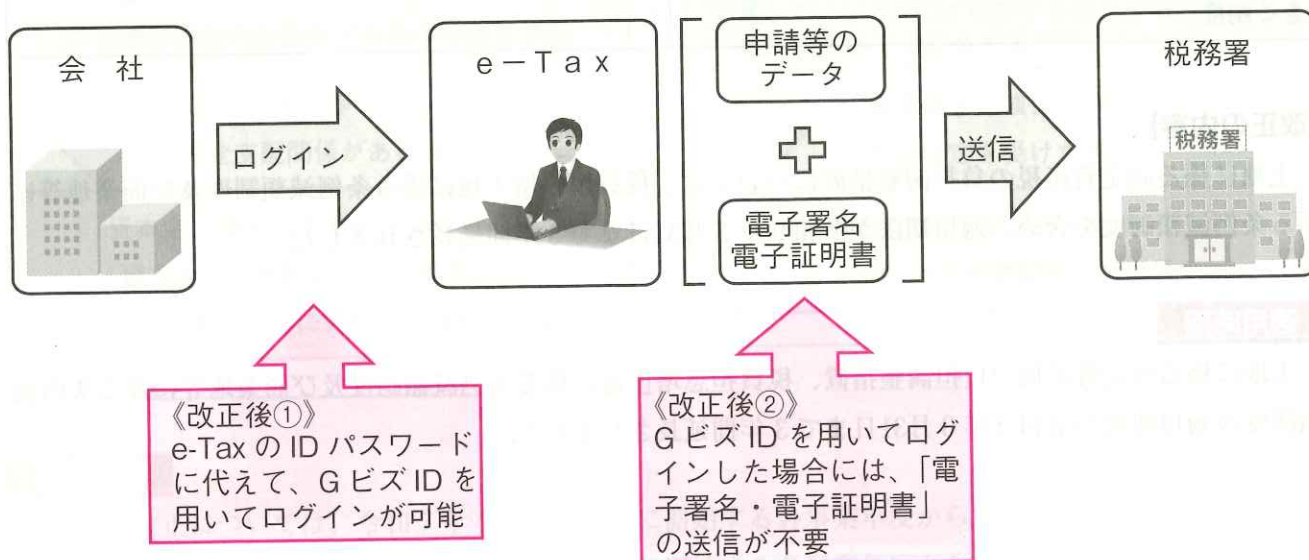 会 社
ログイン
e－Tax
申請等の
データ
電子署名
電子証明書
送信
税務署
税務署
《改正後①》
e-Tax の ID パスワード
に代えて、G ビズ ID を
用いてログインが可能
《改正後②》
G ビズ ID を用いてログ
インした場合には、「電
子署名・電子証明書」
の送信が不要